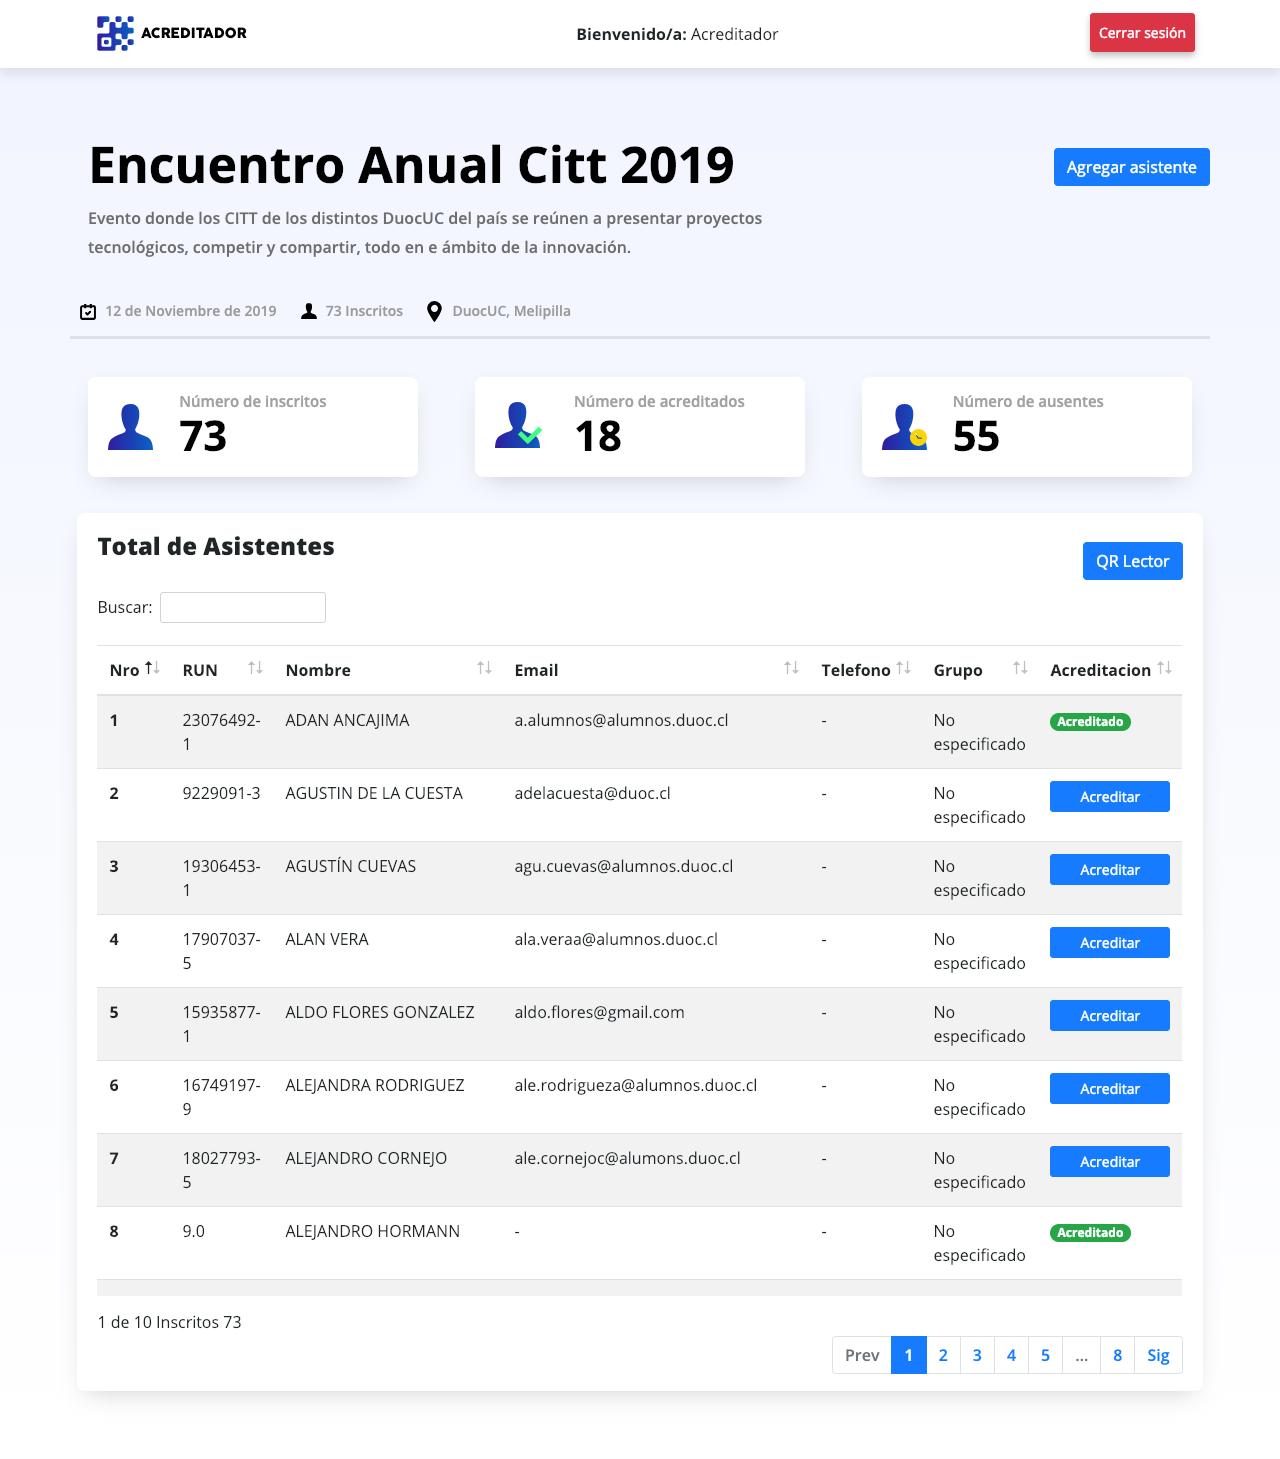 ACREDITADOR
Bienvenido/a: Acreditador
Cerrar sesión
Encuentro Anual Citt 2019
Agregar asistente
Evento donde los CITT de los distintos DuocUC del país se reúnen a presentar proyectos
tecnológicos, competir y compartir, todo en e ámbito de la innovación.
12 de Noviembre de 2019 73 Inscritos DuocUC, Melipilla
Número de inscritos
73
Número de acreditados
18
Número de ausentes
55
Total de Asistentes
QR Lector
Buscar:
Nro RUN Nombre Email Telefono Grupo Acreditacion
1 23076492- ADAN ANCAJIMA a.alumnos@alumnos.duoc.cl - No Acreditado
1 especificado
2 9229091-3 AGUSTIN DE LA CUESTA adelacuesta@duoc.cl - No Acreditar
especificado
3 19306453- AGUSTÍN CUEVAS agu.cuevas@alumnos.duoc.cl - No Acreditar
1 especificado
4 17907037- ALAN VERA ala.veraa@alumnos.duoc.cl - No Acreditar
5 especificado
5 15935877- ALDO FLORES GONZALEZ aldo.flores@gmail.com - No Acreditar
1 especificado
6 16749197- ALEJANDRA RODRIGUEZ ale.rodrigueza@alumnos.duoc.cl - No Acreditar
9 especificado
7 18027793- ALEJANDRO CORNEJO ale.cornejoc@alumons.duoc.cl - No Acreditar
5 especificado
8 9.0 ALEJANDRO HORMANN - - No Acreditado
especificado
1 de 10 Inscritos 73
Prev 1 2 3 4 5 ... 8 Sig